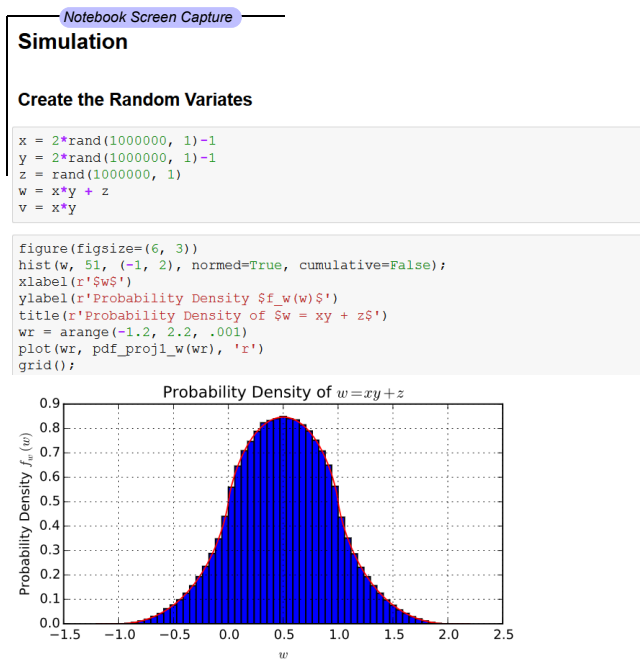 Notebook Screen Capture
Simulation
Create the Random Variates
x = 2*rand(1000000, 1)-1
y = 2*rand(1000000, 1)-1
z = rand(1000000, 1)
w = x*y + z
v = x*y
figure(figsize=(6, 3))
hist(w, 51, (-1, 2), normed=True, cumulative=False);
xlabel(r'$w$')
ylabel(r'Probability Density $f_w(w)$')
title(r'Probability Density of $w = xy + z$')
wr = arange(-1.2, 2.2, .001)
plot(wr, pdf_proj1_w(wr), 'r')
grid();
Probability Density of w=xy+z
Probability Density f_w(w)
0.9
0.8
0.7
0.6
0.5
0.4
0.3
0.2
0.1
0.0
−1.5 −1.0 −0.5 0.0 0.5 1.0 1.5 2.0 2.5
w